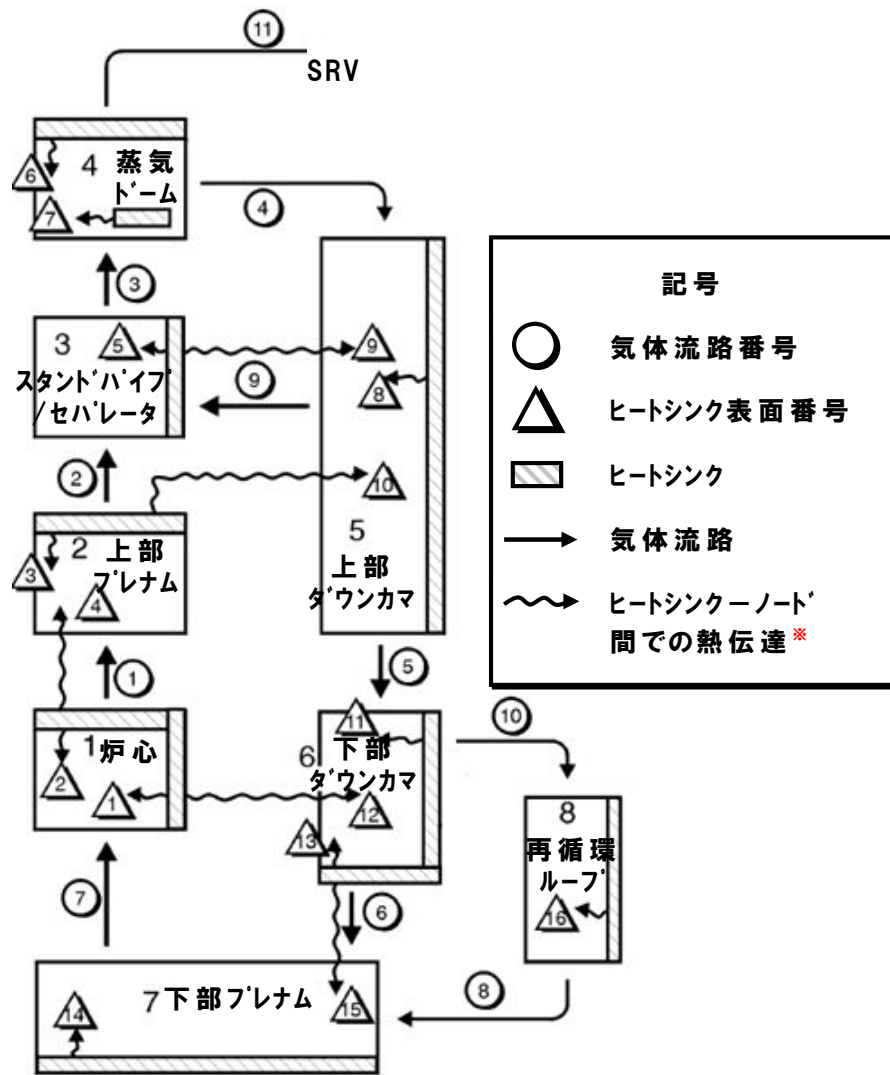 11
SRV
4 蒸気
ドーム
6
7
4
3
3
5
スタンドパイプ
/セパレータ
9
9
8
2
10
2 上部
プレナム
3
4
5
上部
ダウンカマ
1
5
1 炉心
2
1
11
6 下部
ダウンカマ
12
13
10
8
再循環
ループ
16
7
6
7 下部プレナム
14
15
8
記号
気体流路番号
ヒートシンク表面番号
ヒートシンク
気体流路
ヒートシンクーノード
間での熱伝達※